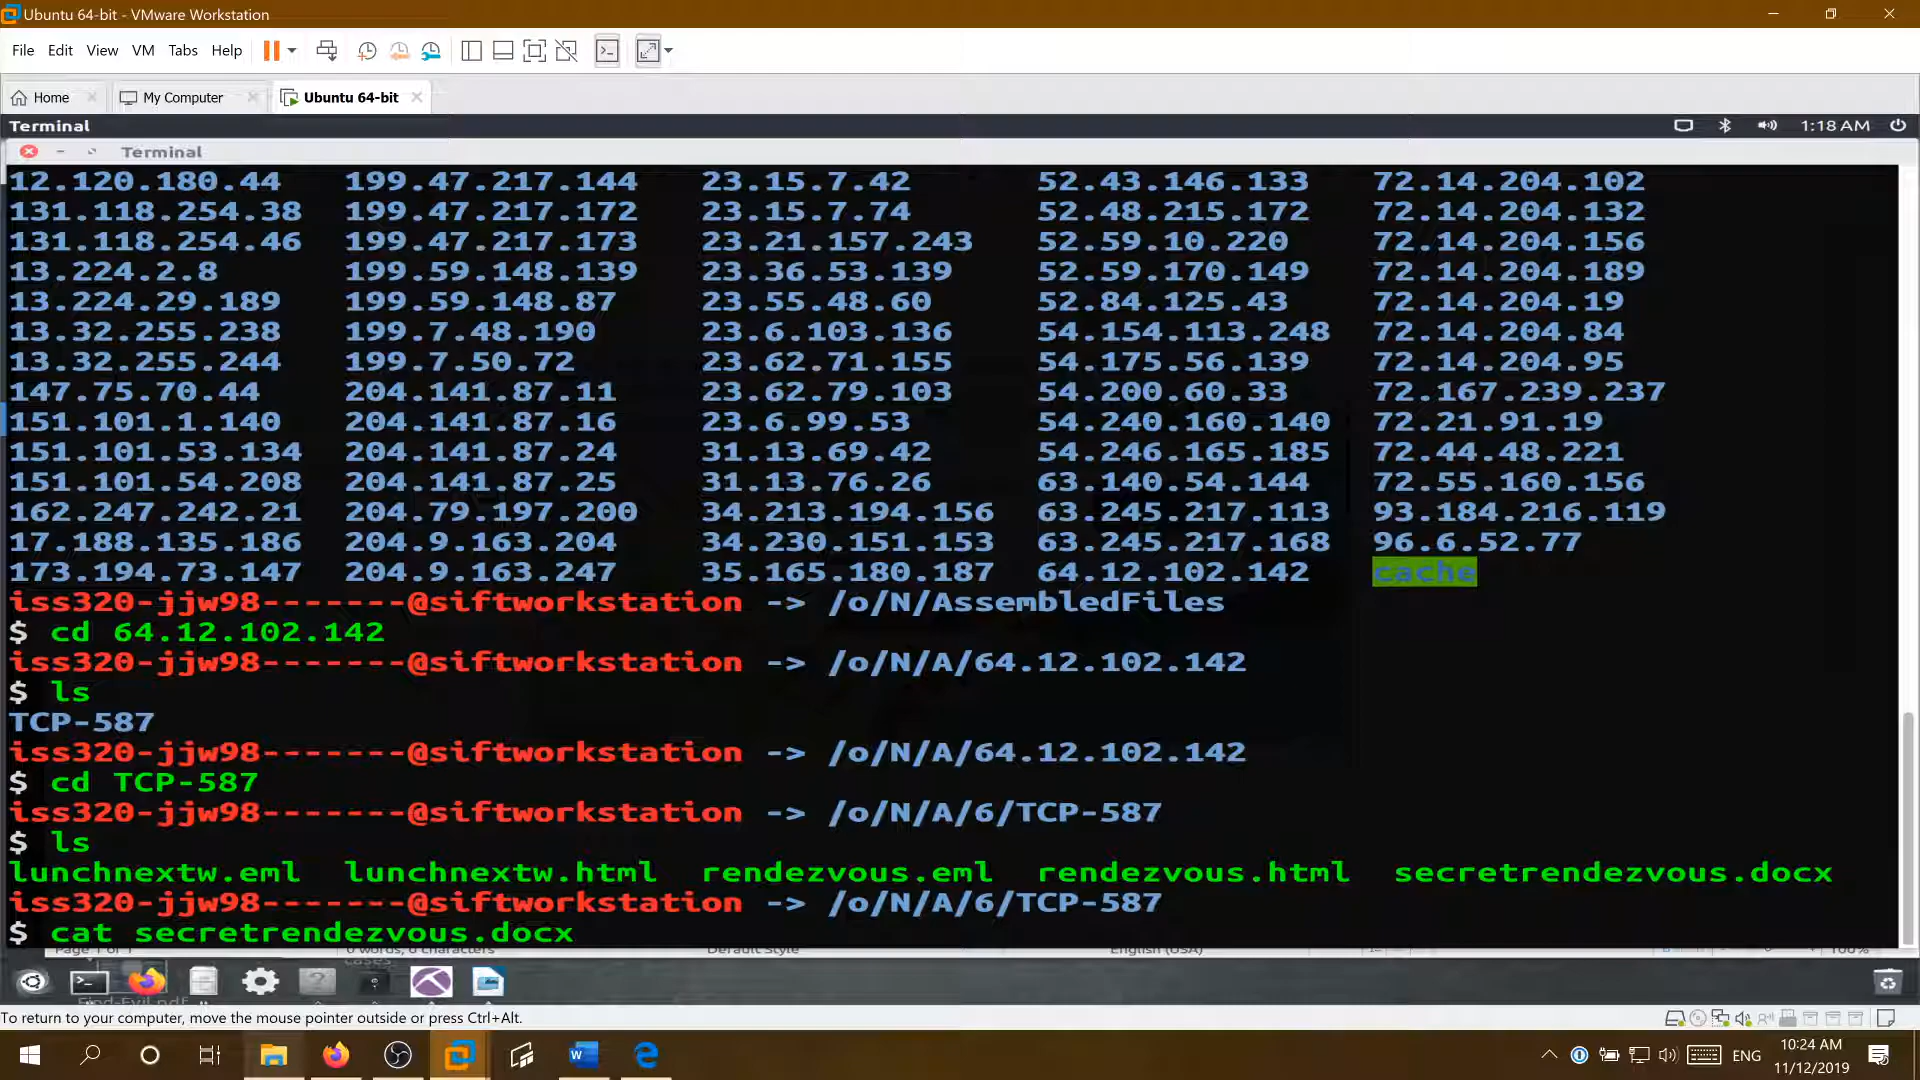 Ubuntu 64-bit - VMware Workstation
File Edit View VM Tabs Help
Home My Computer Ubuntu 64-bit
Terminal 1:18 AM
Terminal
12.120.180.44 199.47.217.144 23.15.7.42 52.43.146.133 72.14.204.102
131.118.254.38 199.47.217.172 23.15.7.74 52.48.215.172 72.14.204.132
131.118.254.46 199.47.217.173 23.21.157.243 52.59.10.220 72.14.204.156
13.224.2.8 199.59.148.139 23.36.53.139 52.59.170.149 72.14.204.189
13.224.29.189 199.59.148.87 23.55.48.60 52.84.125.43 72.14.204.19
13.32.255.238 199.7.48.190 23.6.103.136 54.154.113.248 72.14.204.84
13.32.255.244 199.7.50.72 23.62.71.155 54.175.56.139 72.14.204.95
147.75.70.44 204.141.87.11 23.62.79.103 54.200.60.33 72.167.239.237
151.101.1.140 204.141.87.16 23.6.99.53 54.240.160.140 72.21.91.19
151.101.53.134 204.141.87.24 31.13.69.42 54.246.165.185 72.44.48.221
151.101.54.208 204.141.87.25 31.13.76.26 63.140.54.144 72.55.160.156
162.247.242.21 204.79.197.200 34.213.194.156 63.245.217.113 93.184.216.119
17.188.135.186 204.9.163.204 34.230.151.153 63.245.217.168 96.6.52.77
173.194.73.147 204.9.163.247 35.165.180.187 64.12.102.142 cache
iss320-jjw98-------@siftworkstation -> /o/N/AssembledFiles
$ cd 64.12.102.142
iss320-jjw98-------@siftworkstation -> /o/N/A/64.12.102.142
$ ls
TCP-587
iss320-jjw98-------@siftworkstation -> /o/N/A/64.12.102.142
$ cd TCP-587
iss320-jjw98-------@siftworkstation -> /o/N/A/6/TCP-587
$ ls
lunchnextw.eml lunchnextw.html rendezvous.eml rendezvous.html secretrendezvous.docx
iss320-jjw98-------@siftworkstation -> /o/N/A/6/TCP-587
$ cat secretrendezvous.docx
Page 1 of 1 0 words, 0 characters Default Style English (USA) 100%
cases
Find-Evil.pdf
To return to your computer, move the mouse pointer outside or press Ctrl+Alt.
ENG 10:24 AM
11/12/2019